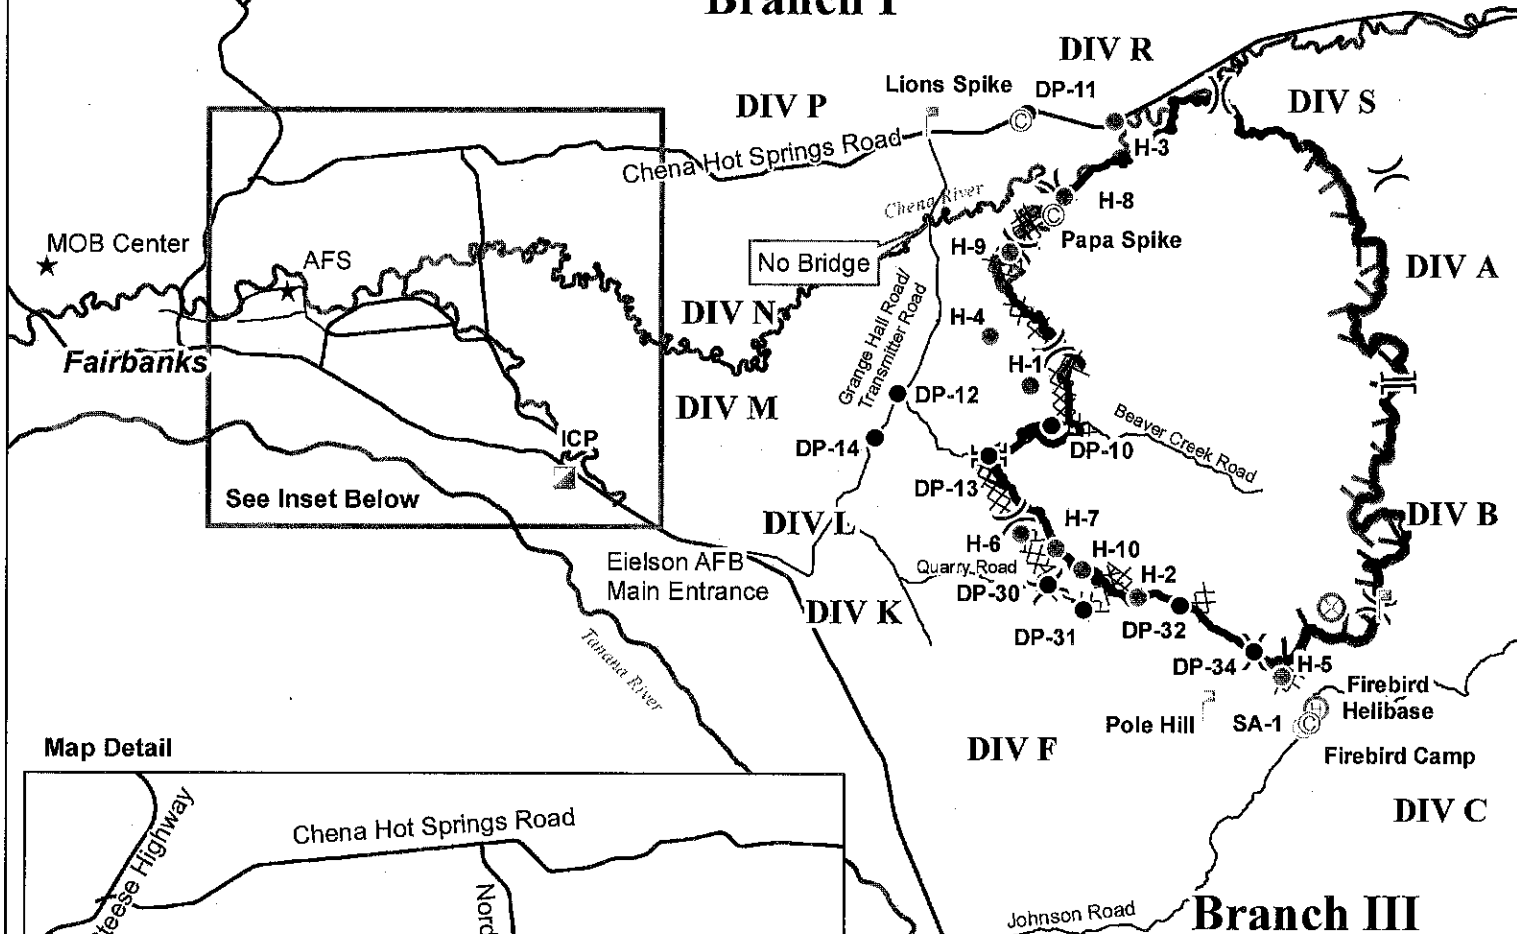 Branch I
DIV R
Lions Spike
DP-11
DIV P
DIV S
Chena Hot Springs Road
H-3
Chena River
H-8
MOB Center
Papa Spike
H-9
AFS
No Bridge
DIV A
Grange Hall Road/
Transmitter Road
DIV N
H-4
Fairbanks
H-1
DP-12
DIV M
Beaver Creek Road
ICP
DP-14
DP-10
DP-13
See Inset Below
DIV L
DIV B
H-7
H-6
H-10
Eielson AFB
Main Entrance
Quarry Road
H-2
DP-30
DIV K
DP-31
DP-32
Tanana River
DP-34
H-5
Firebird
Helibase
Pole Hill
SA-1
Map Detail
DIV F
Firebird Camp
DIV C
Chena Hot Springs Road
Steese Highway
Nord
Johnson Road
Branch III